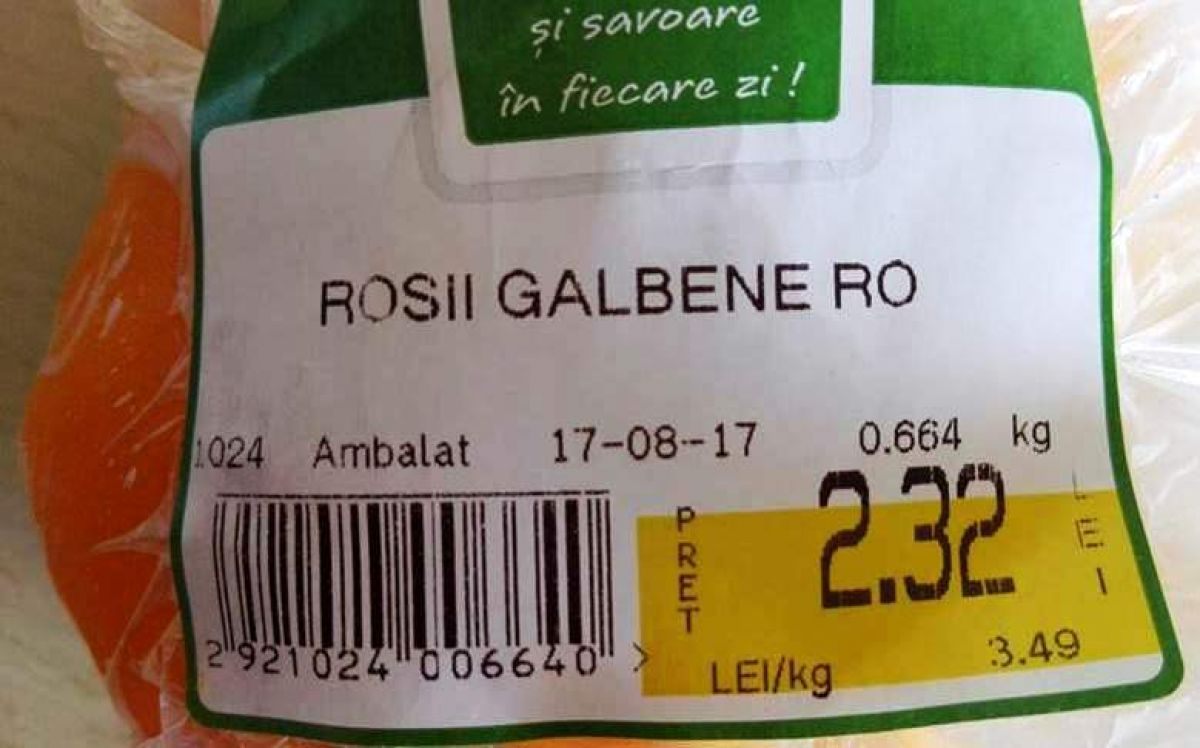 și savoare
în fiecare zi !
ROSII GALBENE RO
1024 Ambalat 17-08-17 0.664 kg
PRET 2.32 LEI
LEI/kg 3.49
2 921024 006640 >